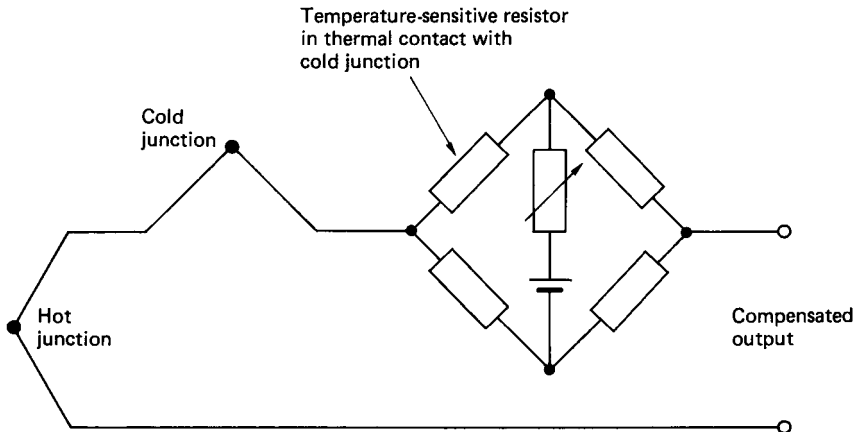 Temperature-sensitive resistor
in thermal contact with
cold junction
Cold
junction
Hot
junction
Compensated
output